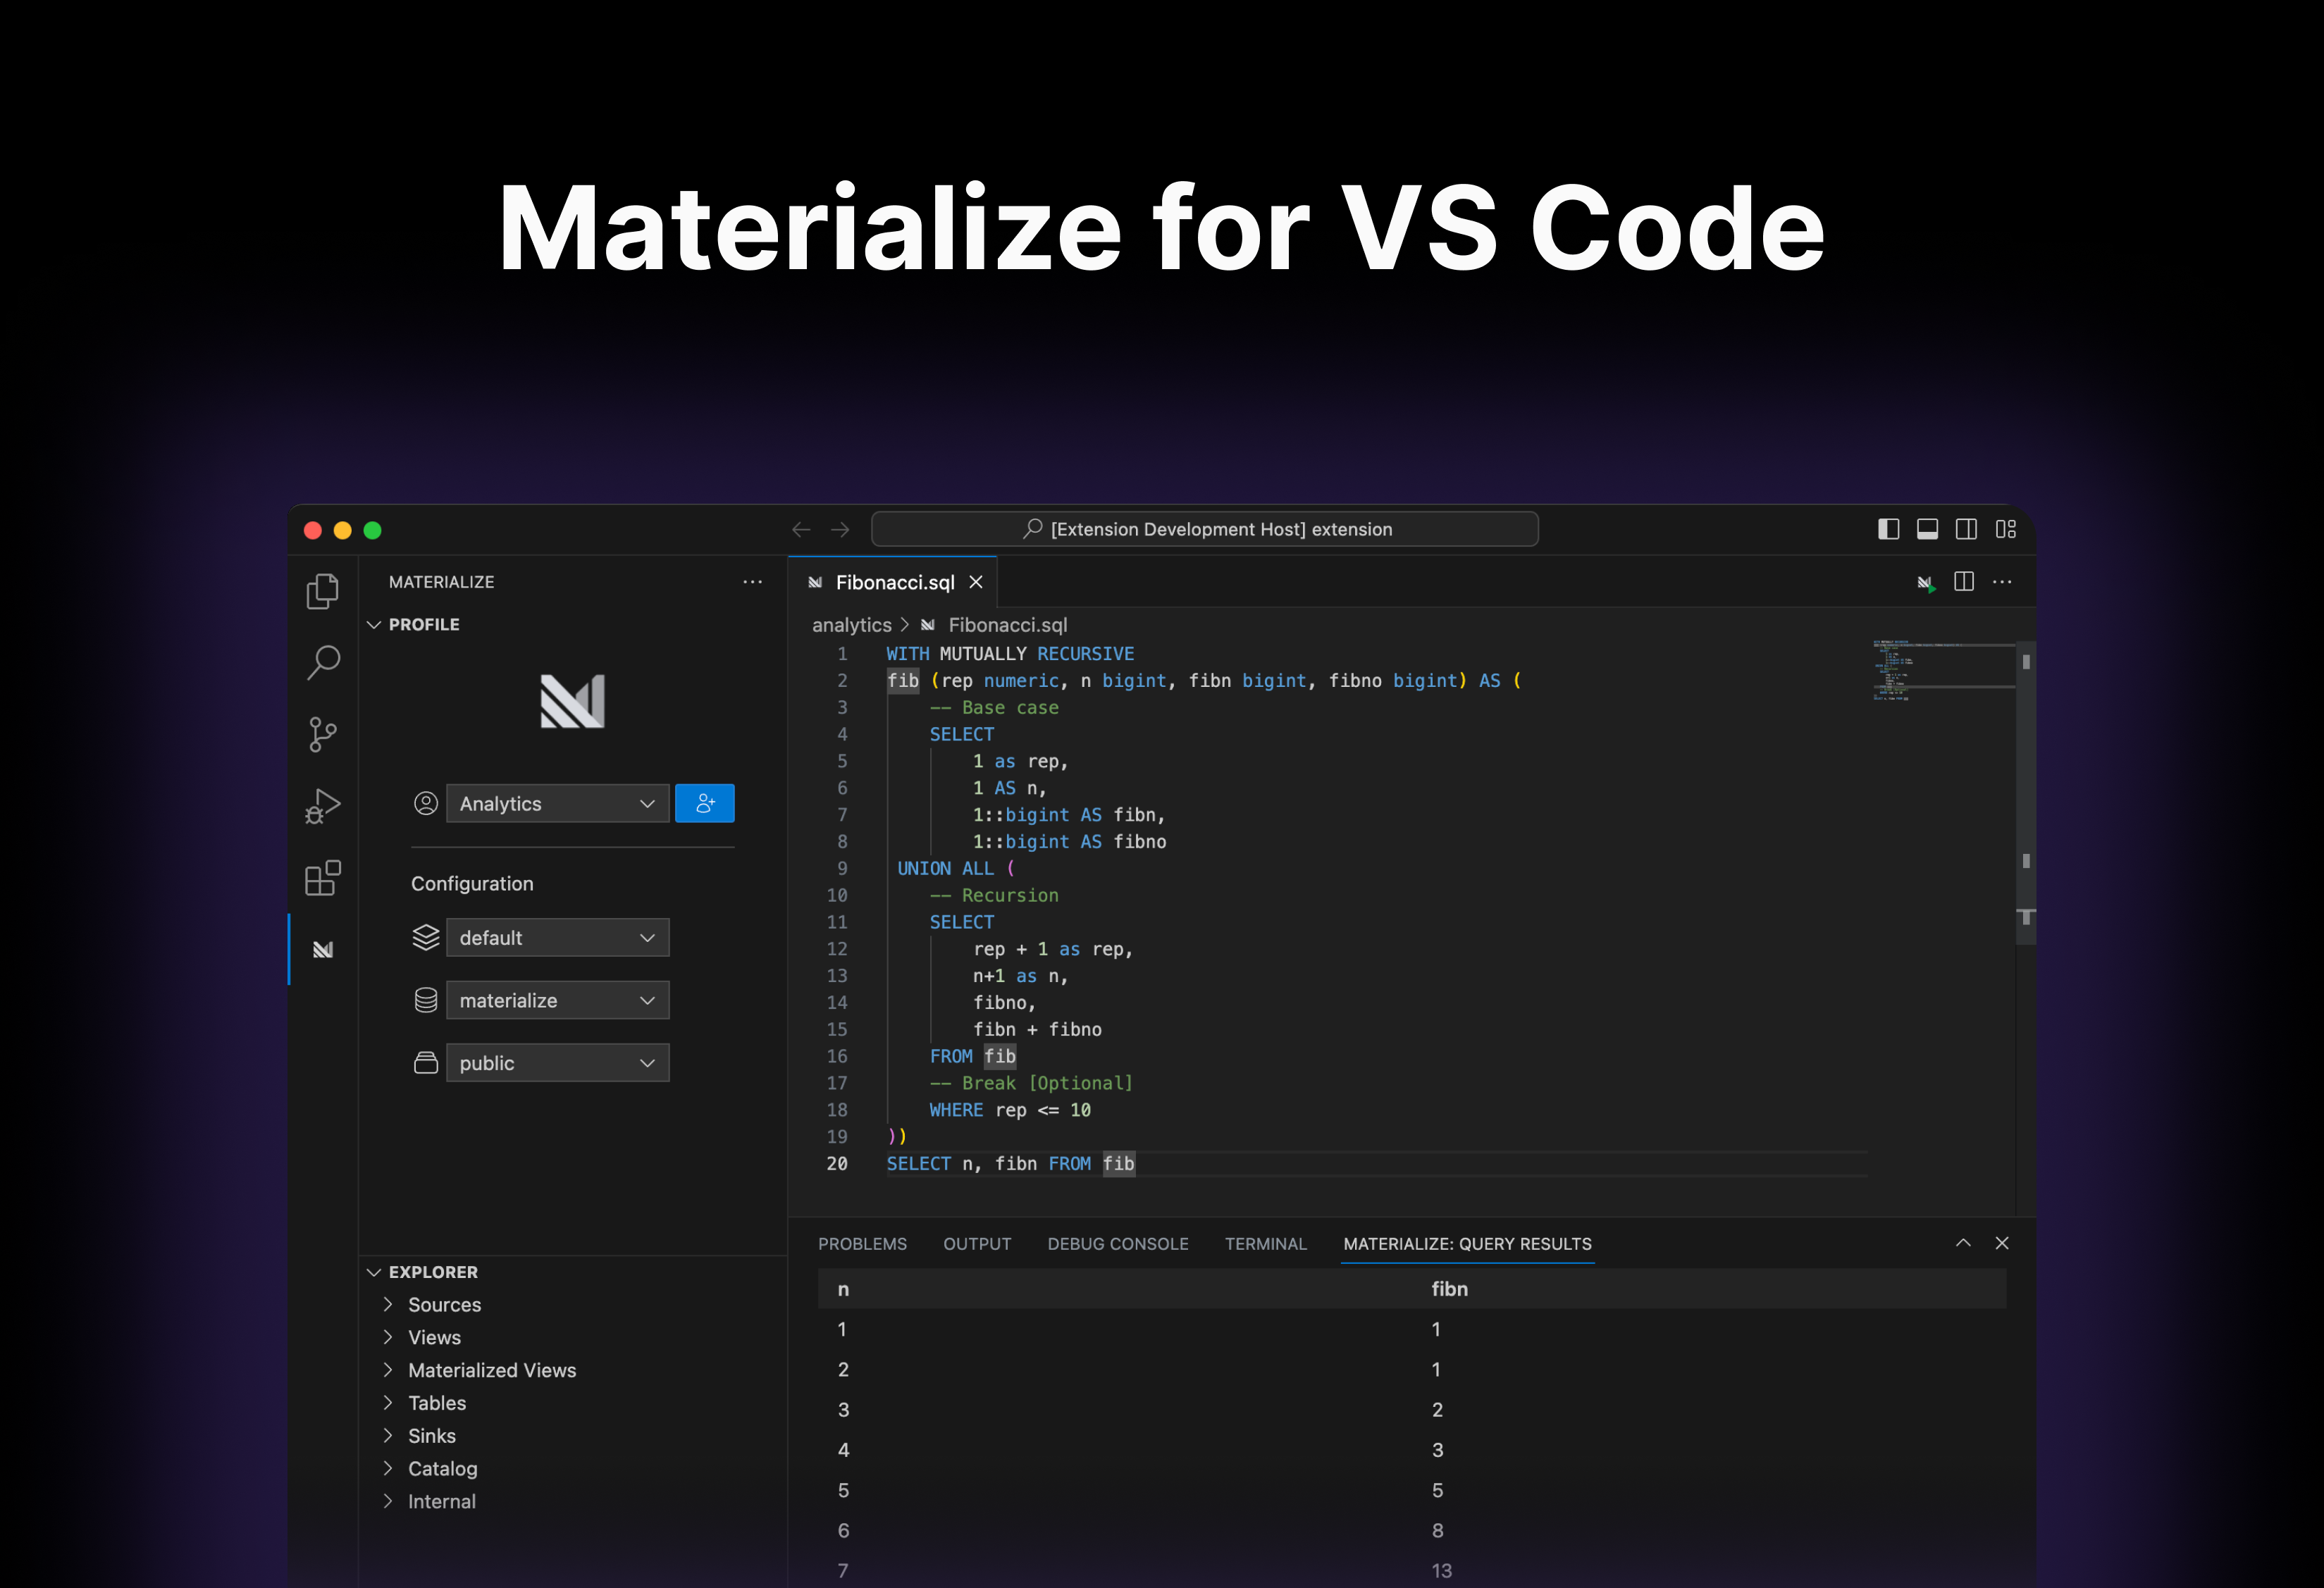 Materialize for VS Code
[Extension Development Host] extension
MATERIALIZE
PROFILE
Analytics
Configuration
default
materialize
public
EXPLORER
Sources
Views
Materialized Views
Tables
Sinks
Catalog
Internal
Fibonacci.sql
analytics > Fibonacci.sql
1 WITH MUTUALLY RECURSIVE
2 fib (rep numeric, n bigint, fibn bigint, fibno bigint) AS (
3 -- Base case
4 SELECT
5 1 as rep,
6 1 AS n,
7 1::bigint AS fibn,
8 1::bigint AS fibno
9 UNION ALL (
10 -- Recursion
11 SELECT
12 rep + 1 as rep,
13 n+1 as n,
14 fibno,
15 fibn + fibno
16 FROM fib
17 -- Break [Optional]
18 WHERE rep <= 10
19 ))
20 SELECT n, fibn FROM fib
PROBLEMS OUTPUT DEBUG CONSOLE TERMINAL MATERIALIZE: QUERY RESULTS
n fibn
1 1
2 1
3 2
4 3
5 5
6 8
7 13